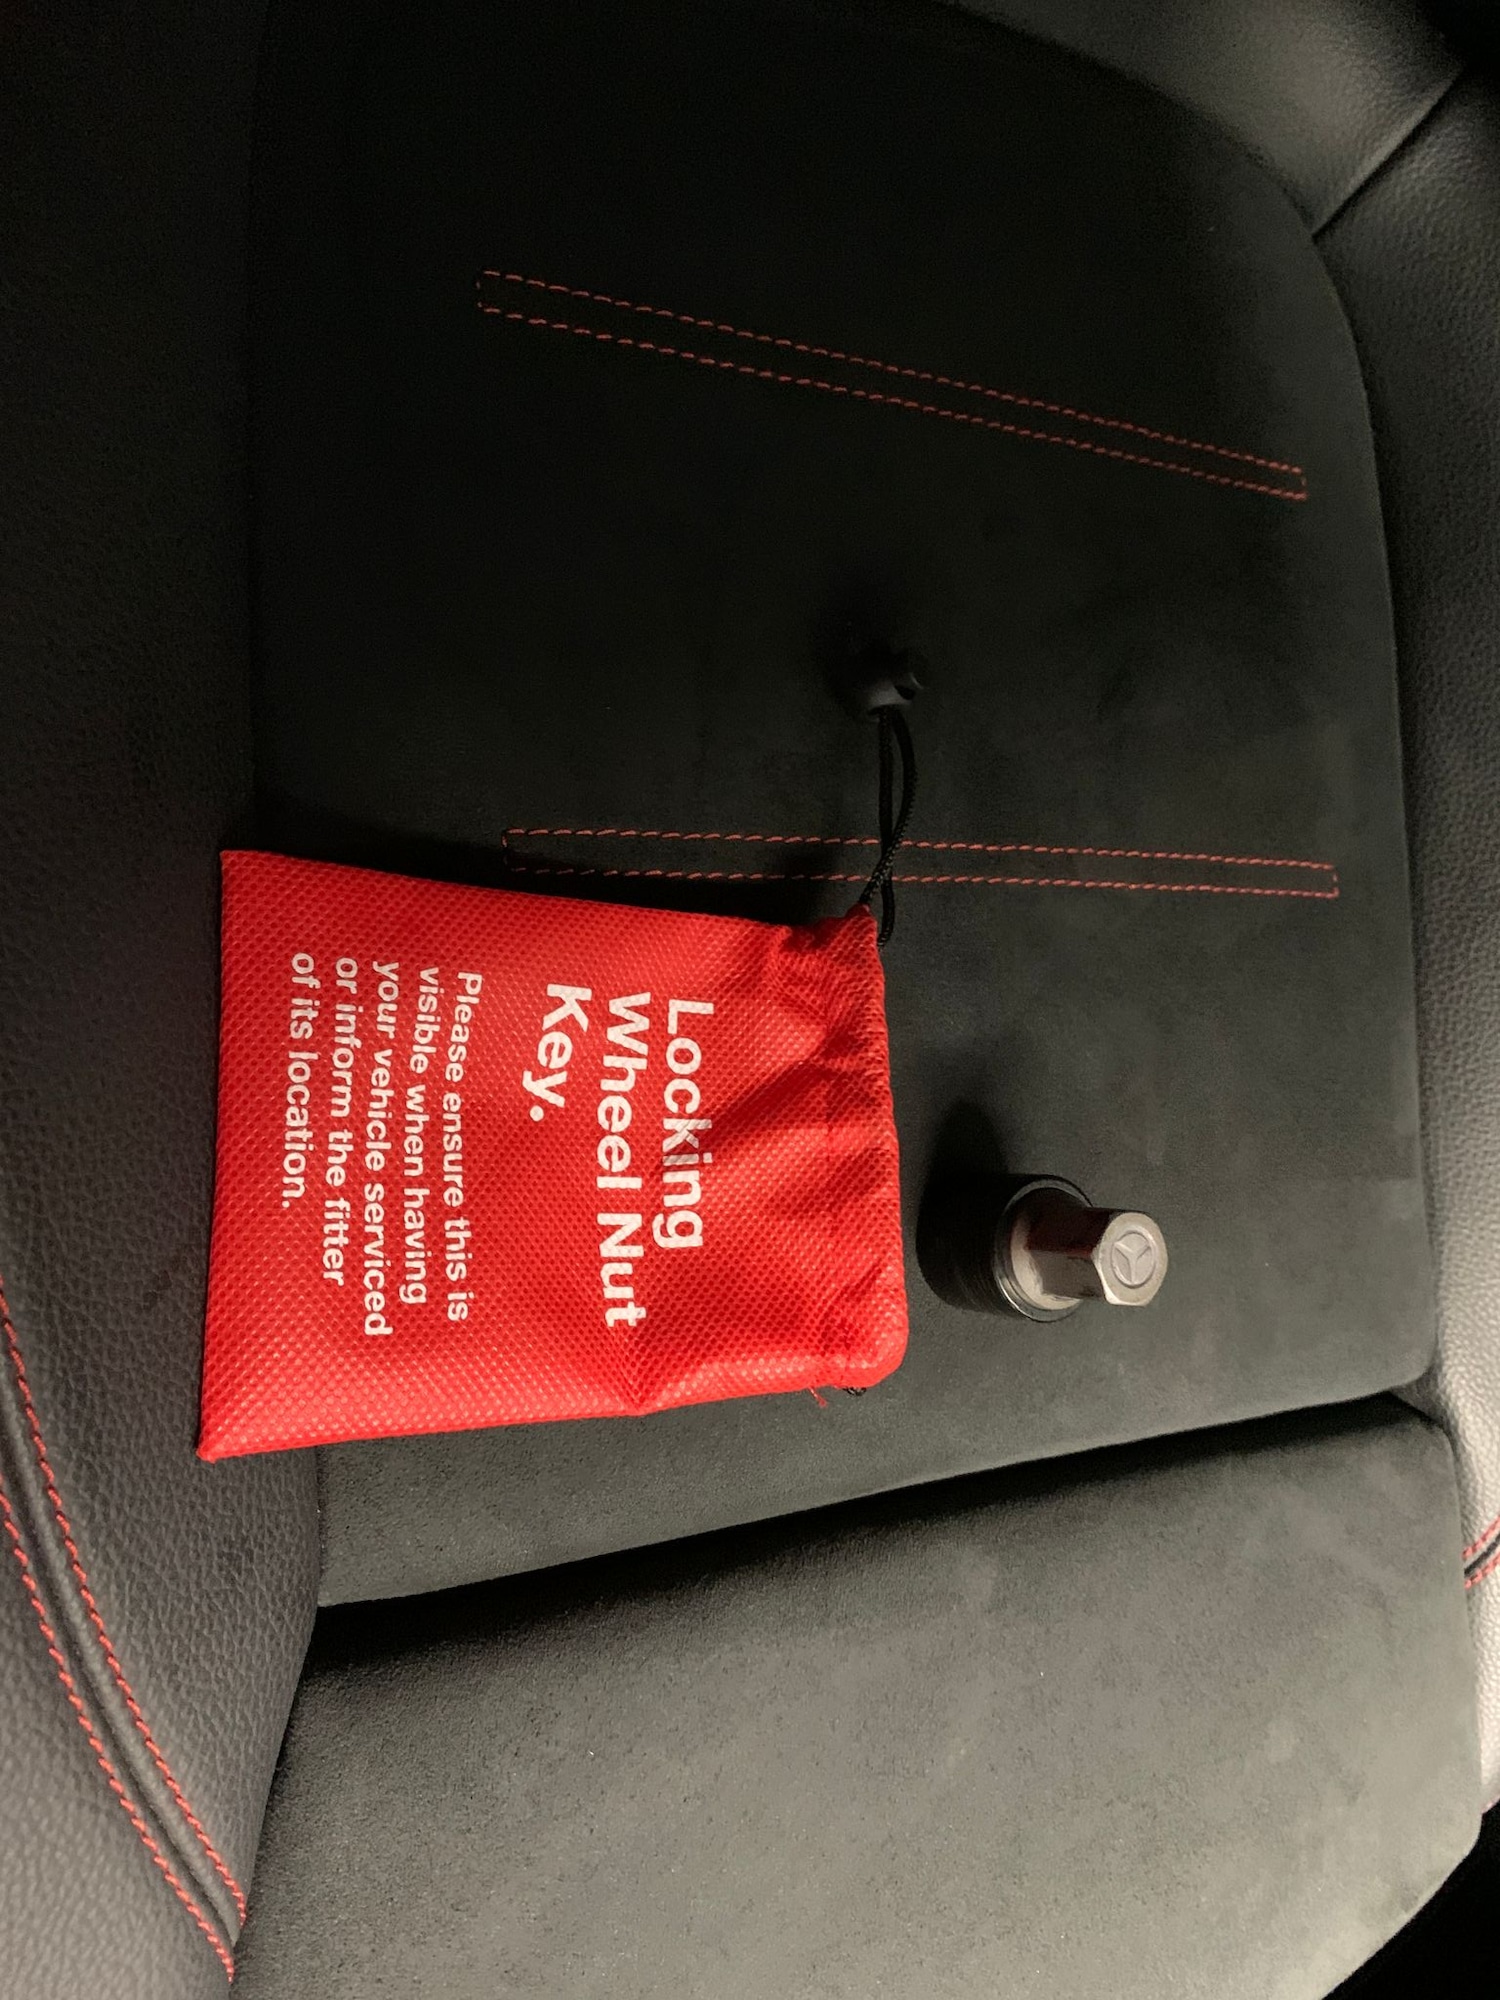 Locking
Wheel Nut
Key.
Please ensure this is
visible when having
your vehicle serviced
or inform the fitter
of its location.